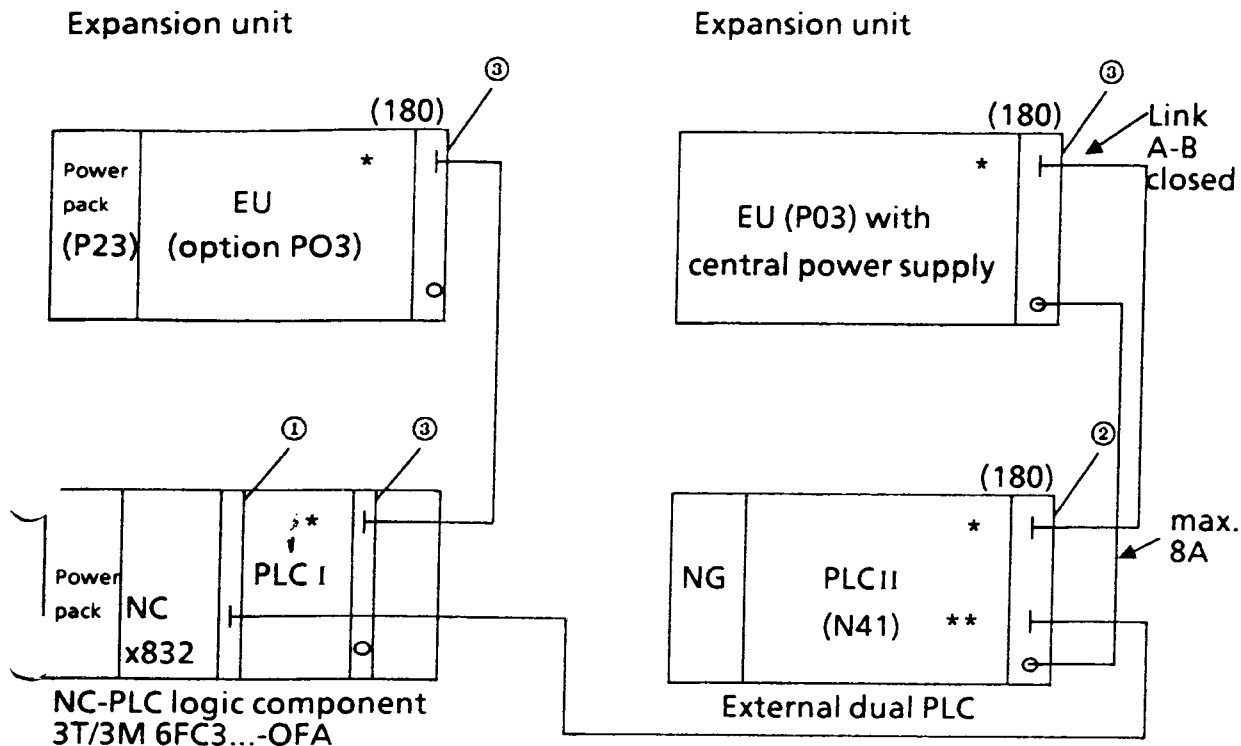 Expansion unit
Expansion unit
③
(180)
Power
pack
(P23)
EU
(option PO3)
*
③
(180)
Link
A-B
closed
EU (P03) with
central power supply
*
①
③
Power
pack
NC
x832
*
PLC I
NC-PLC logic component
3T/3M 6FC3...-OFA
②
(180)
NG
PLC II
(N41)
*
**
max.
8A
External dual PLC